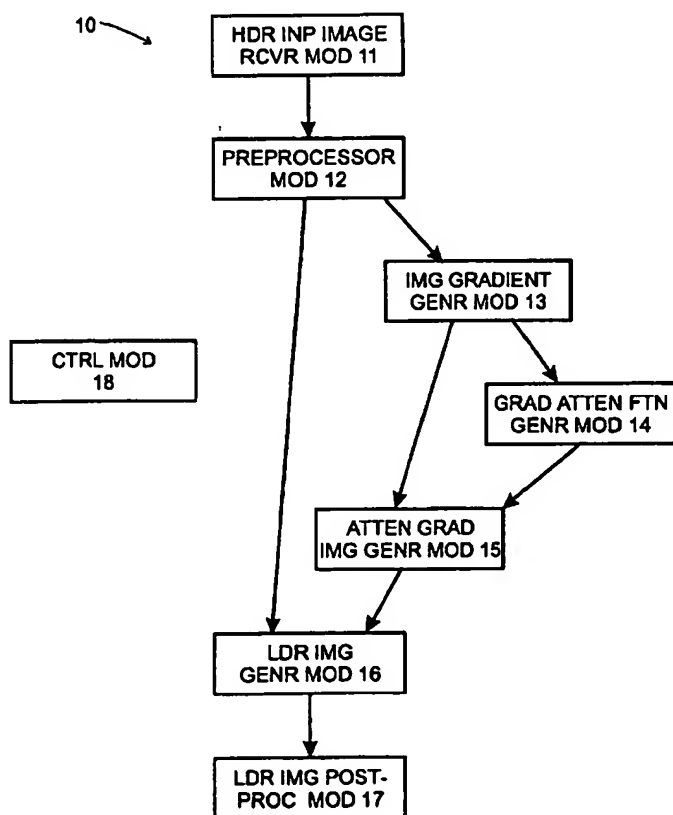 10
HDR INP IMAGE
RCVR MOD 11
PREPROCESSOR
MOD 12
IMG GRADIENT
GENR MOD 13
CTRL MOD
18
GRAD ATTEN FTN
GENR MOD 14
ATTEN GRAD
IMG GENR MOD 15
LDR IMG
GENR MOD 16
LDR IMG POST-
PROC MOD 17